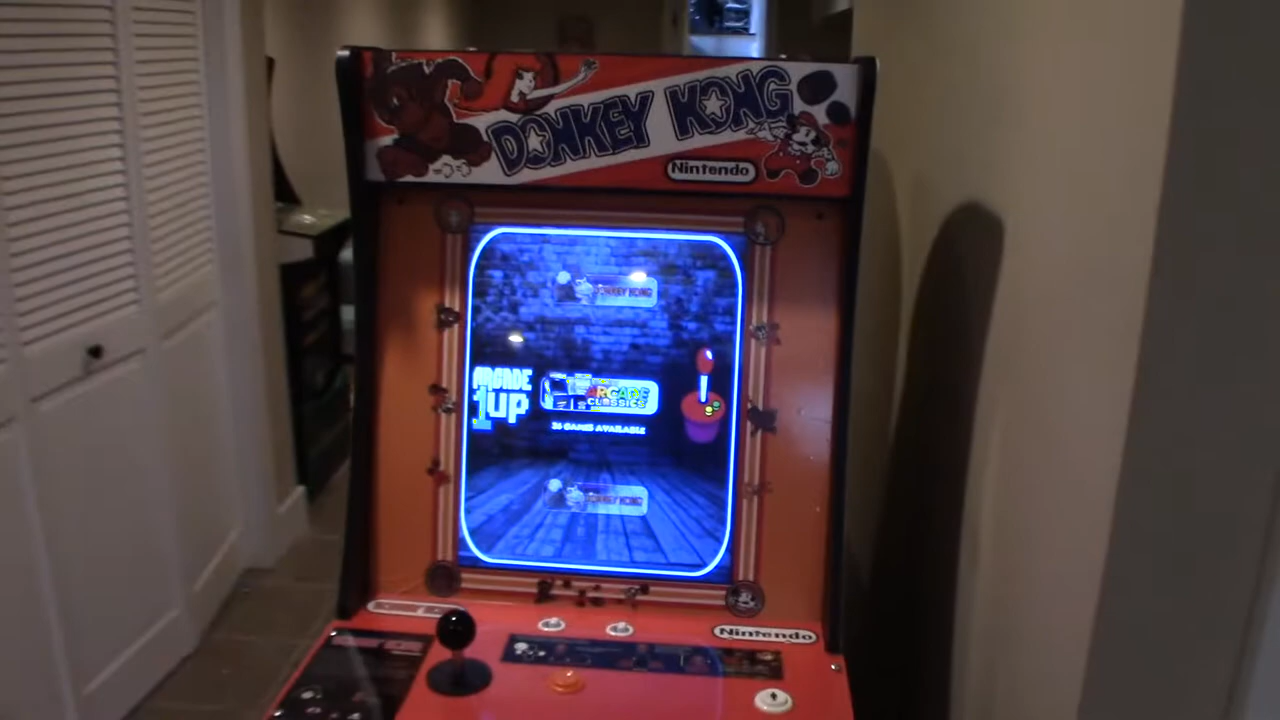 DONKEY KONG
Nintendo
DONKEY KONG
ARCADE
1UP
ARCADE
CLASSICS
GAMES AVAILABLE
DONKEY KONG
Nintendo